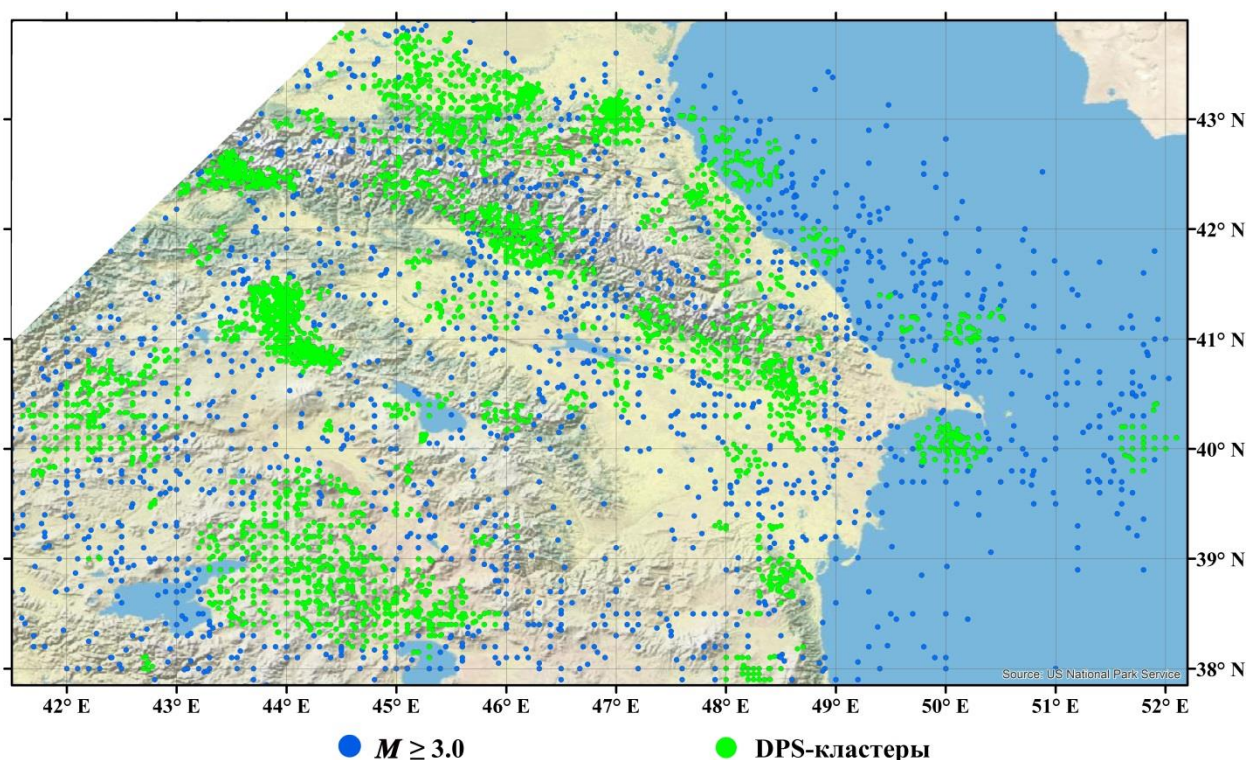 43° N
42° N
41° N
40° N
39° N
38° N
Source: US National Park Service
42° E 43° E 44° E 45° E 46° E 47° E 48° E 49° E 50° E 51° E 52° E
M ≥ 3.0 DPS-кластеры